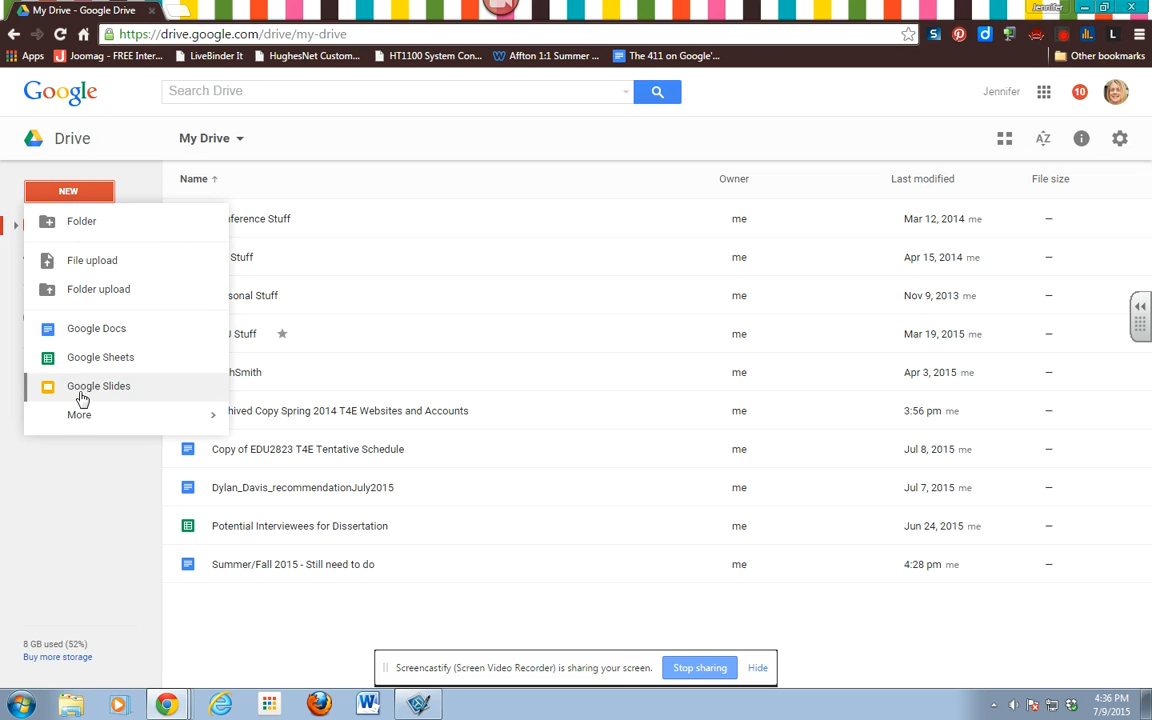 My Drive - Google Drive
Jennifer
https://drive.google.com/drive/my-drive
Apps
Joomag - FREE Inter...
LiveBinder It
HughesNet Custom...
HT1100 System Con...
Affton 1:1 Summer ...
The 411 on Google'...
Other bookmarks
Google
Search Drive
Jennifer
10
Drive
My Drive
NEW
Name
Owner
Last modified
File size
Folder
File upload
Folder upload
Google Docs
Google Sheets
Google Slides
More
ference Stuff me Mar 12, 2014 me —
Stuff me Apr 15, 2014 me —
sonal Stuff me Nov 9, 2013 me —
Stuff me Mar 19, 2015 me —
hSmith me Apr 3, 2015 me —
hived Copy Spring 2014 T4E Websites and Accounts me 3:56 pm me —
Copy of EDU2823 T4E Tentative Schedule me Jul 8, 2015 me —
Dylan_Davis_recommendationJuly2015 me Jul 7, 2015 me —
Potential Interviewees for Dissertation me Jun 24, 2015 me —
Summer/Fall 2015 - Still need to do me 4:28 pm me —
8 GB used (52%)
Buy more storage
Screencastify (Screen Video Recorder) is sharing your screen.
Stop sharing
Hide
4:36 PM
7/9/2015